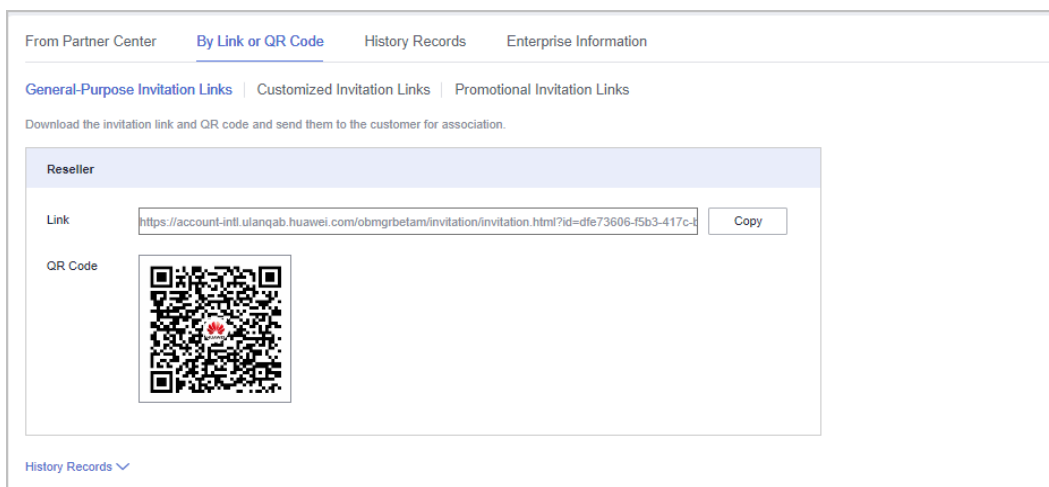 From Partner Center By Link or QR Code History Records Enterprise Information
General-Purpose Invitation Links Customized Invitation Links Promotional Invitation Links
Download the invitation link and QR code and send them to the customer for association.
Reseller
Link https://account-intl.ulanqab.huawei.com/obmgrbetam/invitation/invitation.html?id=dfe73606-f5b3-417c-b Copy
QR Code
HUAWEI
History Records